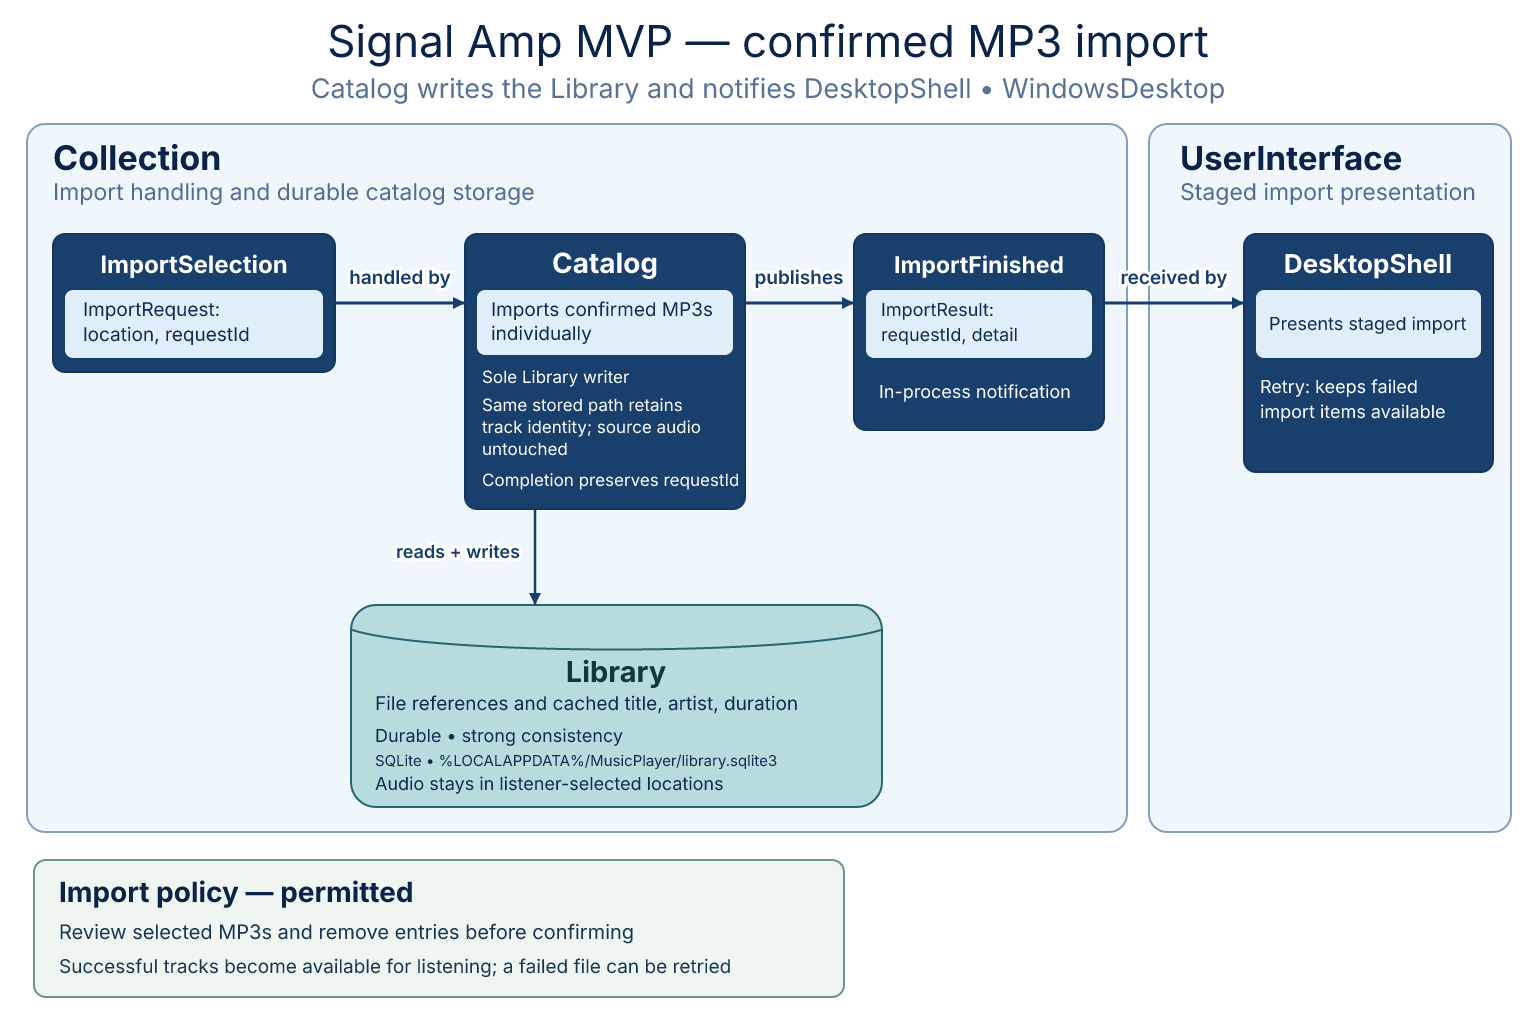 Signal Amp MVP — confirmed MP3 import
Catalog writes the Library and notifies DesktopShell • WindowsDesktop
Collection
Import handling and durable catalog storage
UserInterface
Staged import presentation
ImportSelection
ImportRequest:
location, requestId
handled by
Catalog
Imports confirmed MP3s
individually
Sole Library writer
Same stored path retains
track identity; source audio
untouched
Completion preserves requestId
publishes
ImportFinished
ImportResult:
requestId, detail
In-process notification
received by
DesktopShell
Presents staged import
Retry: keeps failed
import items available
reads + writes
Library
File references and cached title, artist, duration
Durable • strong consistency
SQLite • %LOCALAPPDATA%/MusicPlayer/library.sqlite3
Audio stays in listener-selected locations
Import policy — permitted
Review selected MP3s and remove entries before confirming
Successful tracks become available for listening; a failed file can be retried